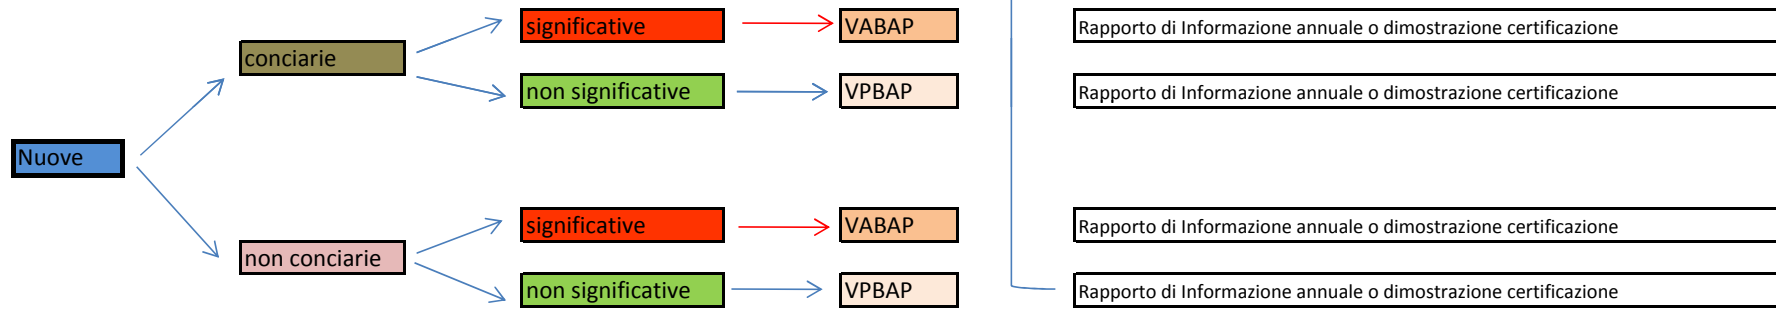 significative
VABAP
Rapporto di Informazione annuale o dimostrazione certificazione
conciarie
non significative
VPBAP
Rapporto di Informazione annuale o dimostrazione certificazione
Nuove
significative
VABAP
Rapporto di Informazione annuale o dimostrazione certificazione
non conciarie
non significative
VPBAP
Rapporto di Informazione annuale o dimostrazione certificazione